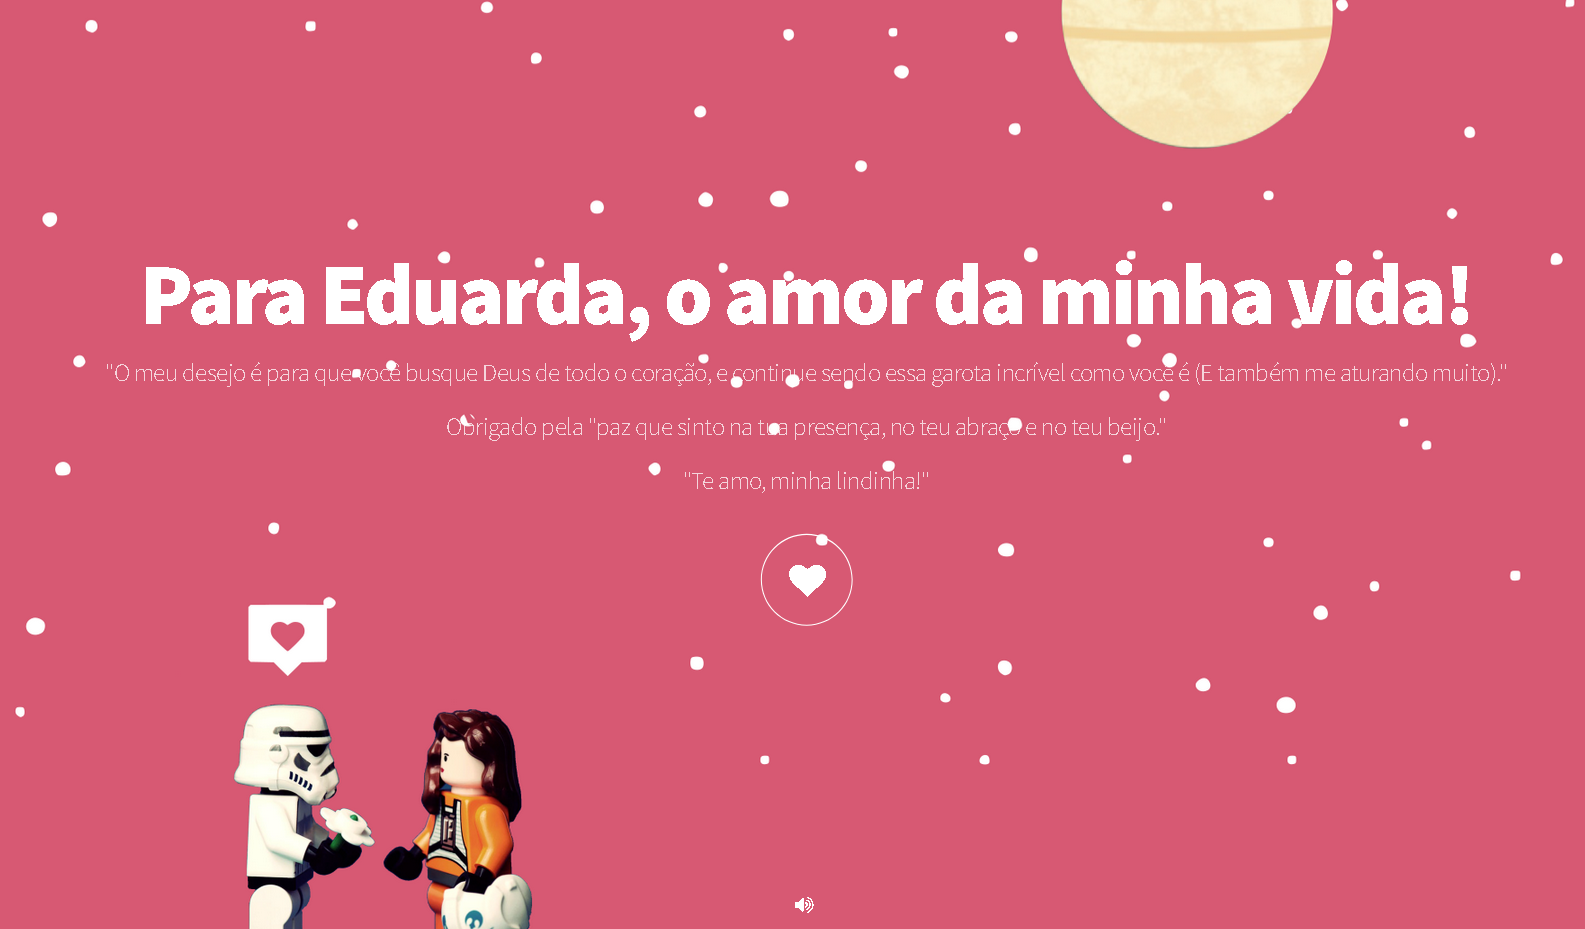 Para Eduarda, o amor da minha vida!
"O meu desejo é para que você busque Deus de todo o coração, e continue sendo essa garota incrível como você é (E também me aturando muito)."
Obrigado pela "paz que sinto na tua presença, no teu abraço e no teu beijo."
"Te amo, minha lindinha!"